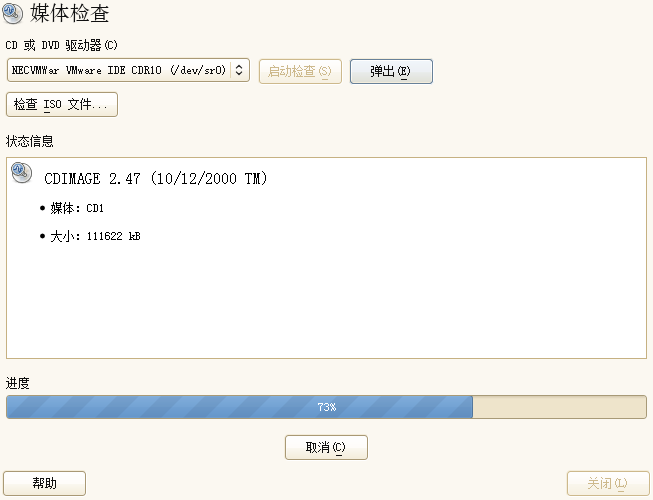 媒体检查
CD 或 DVD 驱动器(C)
NECVMWar VMware IDE CDR10 (/dev/sr0) 启动检查(S) 弹出(E)
检查 ISO 文件...
状态信息
CDIMAGE 2.47 (10/12/2000 TM)
• 媒体: CD1
• 大小: 111622 kB
进度
73%
取消(C)
帮助 关闭(L)